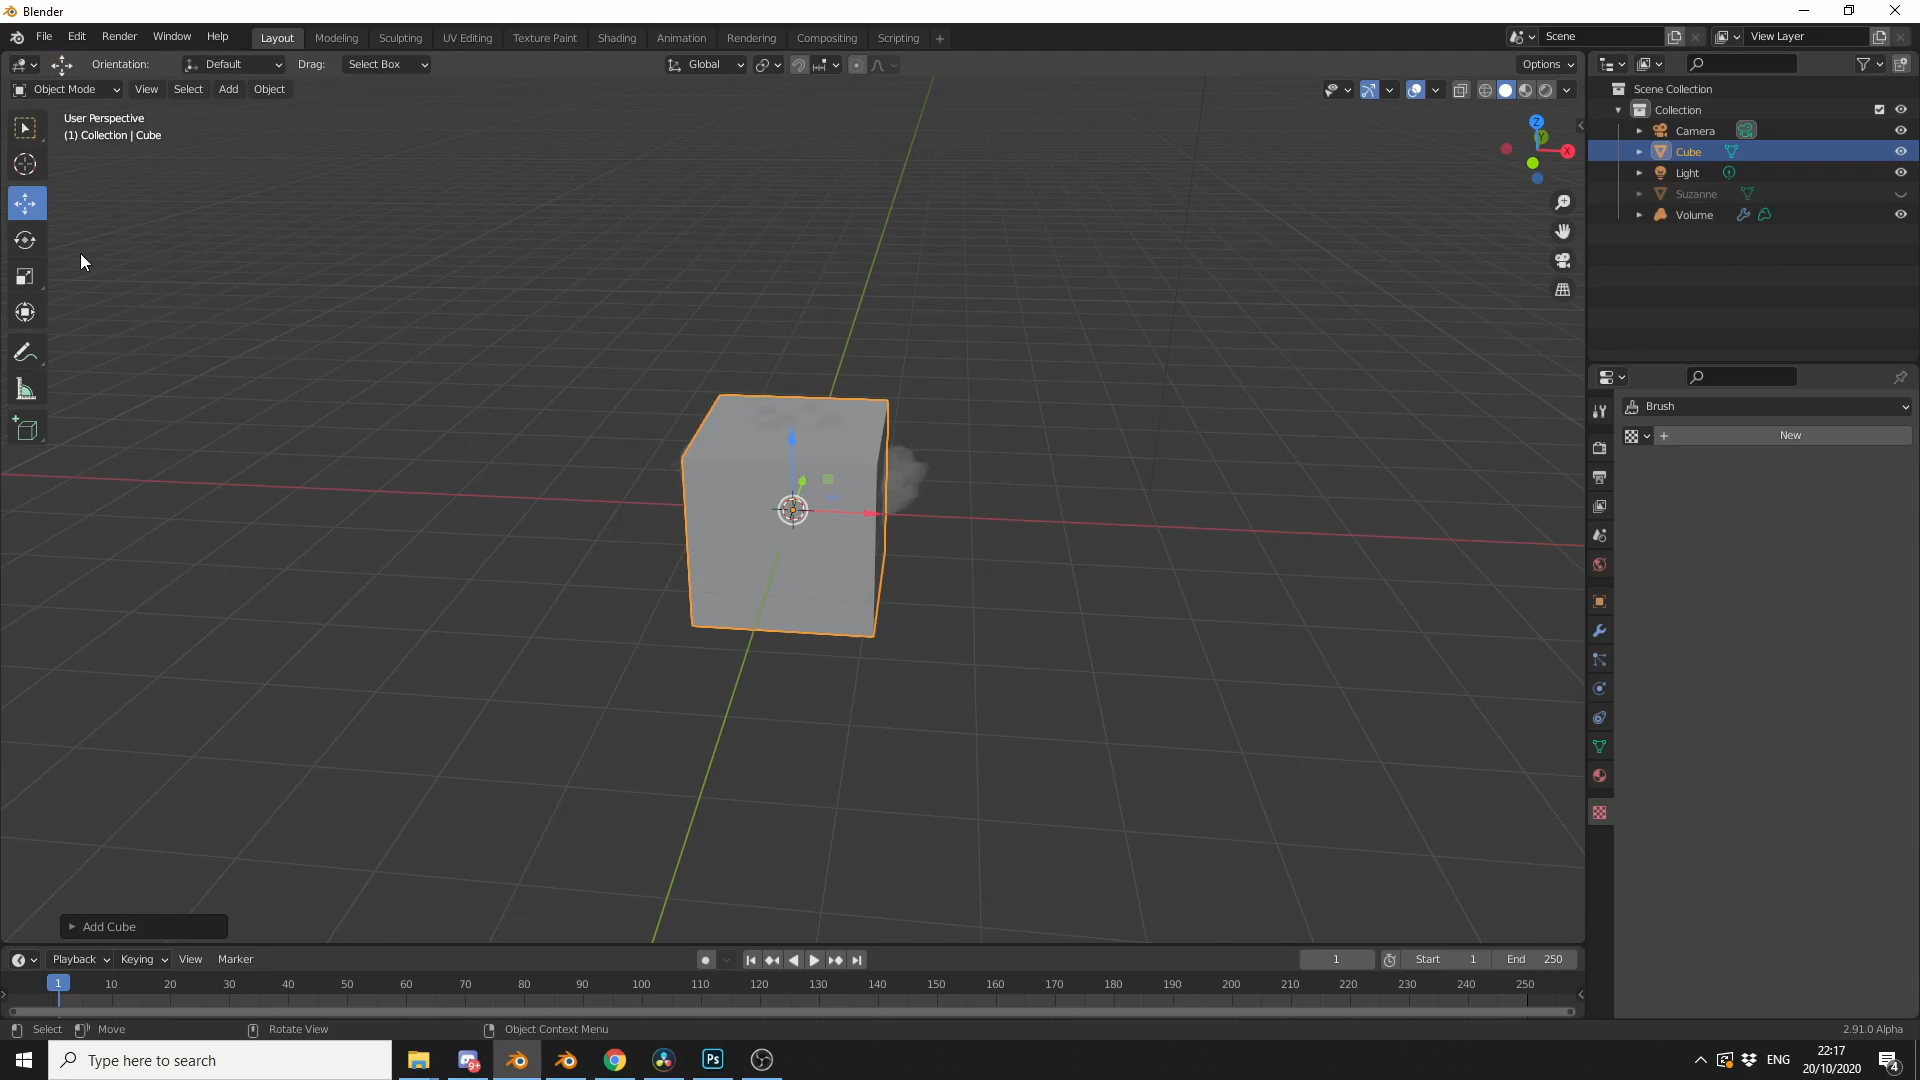 Blender
File Edit Render Window Help
Layout Modeling Sculpting UV Editing Texture Paint Shading Animation Rendering Compositing Scripting +
Scene
View Layer
Orientation: Default Drag: Select Box
Global
Options
Object Mode View Select Add Object
User Perspective
(1) Collection | Cube
Z
Y
X
Scene Collection
Collection
Camera
Cube
Light
Suzanne
Volume
Brush
New
Add Cube
Playback Keying View Marker
1 Start 1 End 250
1 10 20 30 40 50 60 70 80 90 100 110 120 130 140 150 160 170 180 190 200 210 220 230 240 250
Select Move Rotate View Object Context Menu 2.91.0 Alpha
Type here to search
9+
Ps
ENG
22:17
20/10/2020
4